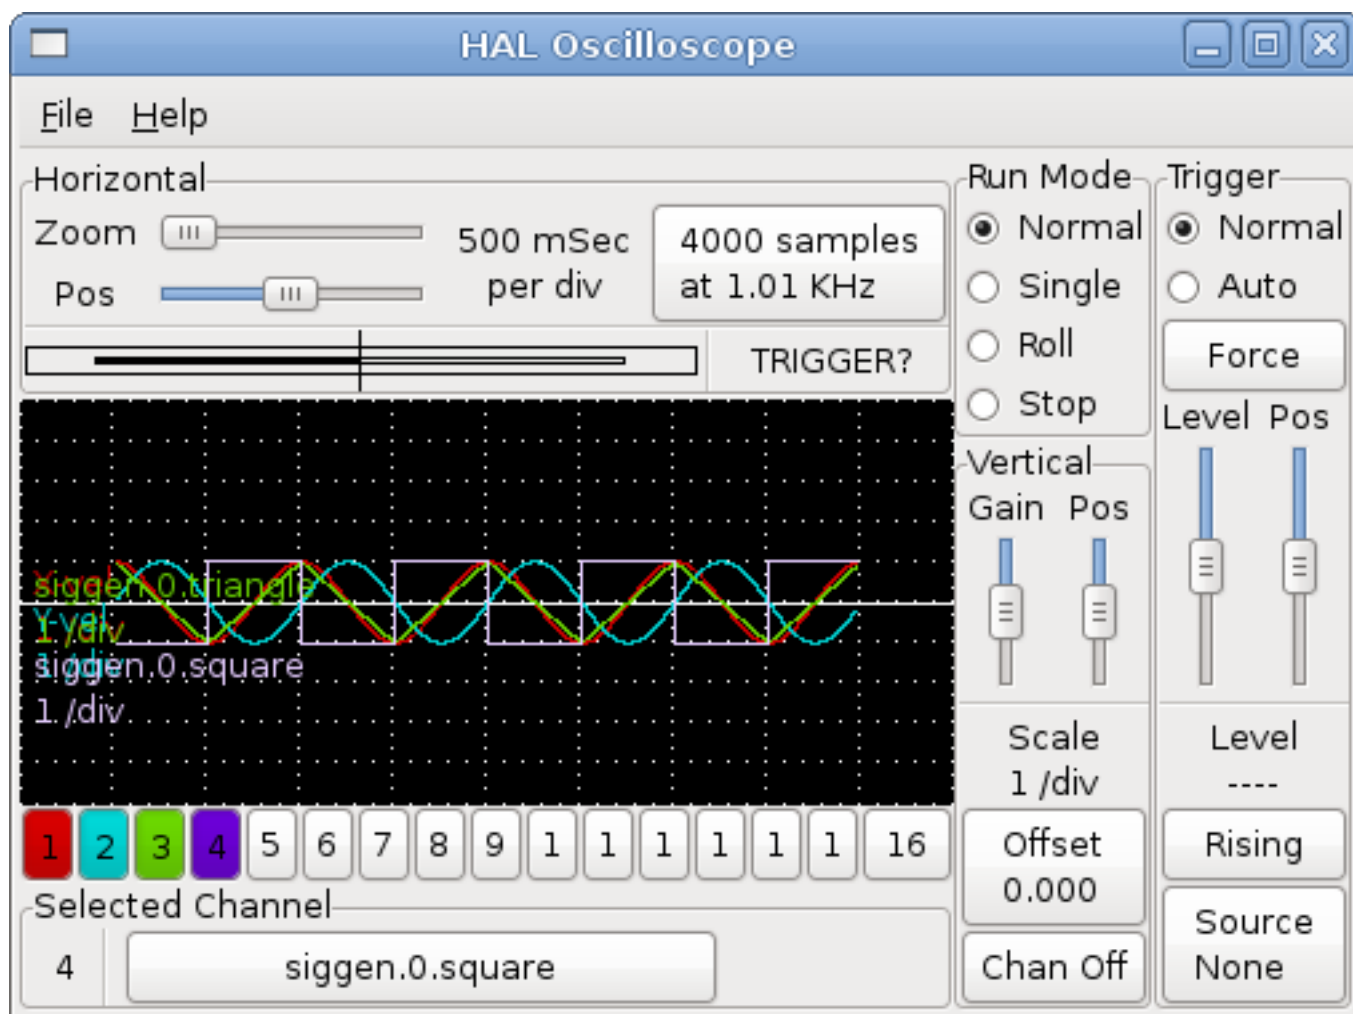 HAL Oscilloscope
File Help
Horizontal
Zoom
Pos
500 mSec
per div
4000 samples
at 1.01 KHz
TRIGGER?
Run Mode
Normal
Single
Roll
Stop
Trigger
Normal
Auto
Force
Level Pos
Vertical
Gain Pos
siggen.0.triangle
1 /div
siggen.0.square
1 /div
Scale
1 /div
Level
----
1 2 3 4 5 6 7 8 9 1 1 1 1 1 1 16
Offset
0.000
Chan Off
Rising
Source
None
Selected Channel
4 siggen.0.square